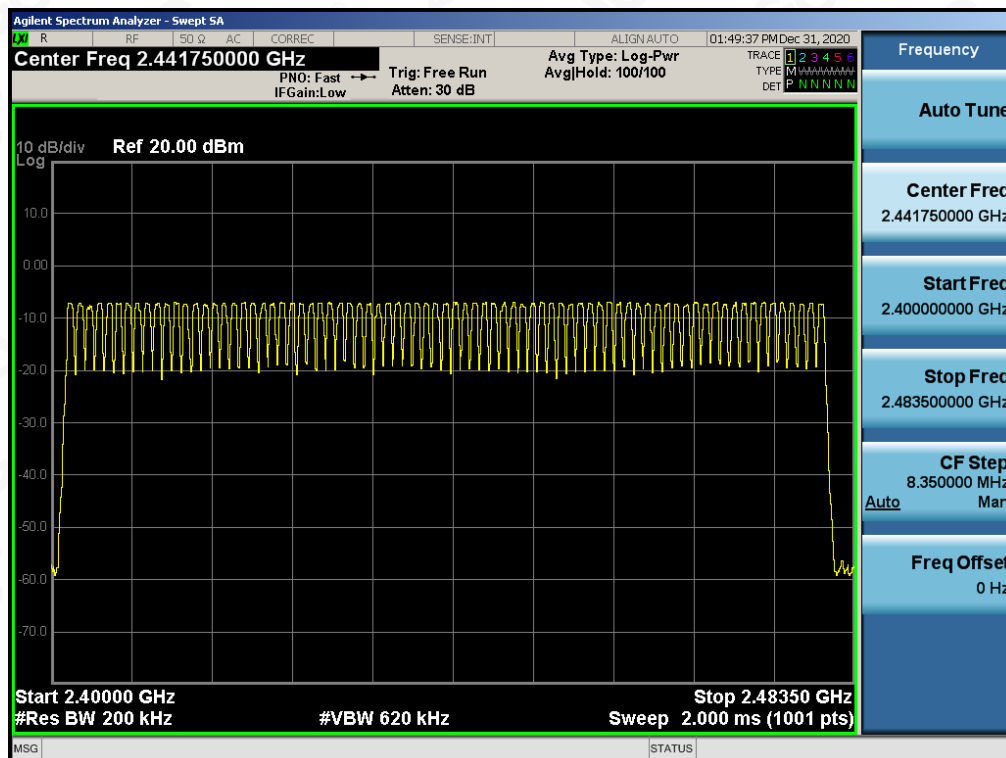 Agilent Spectrum Analyzer - Swept SA
LXI R RF 50 Ω AC CORREC SENSE:INT ALIGN AUTO 01:49:37 PM Dec 31, 2020
Center Freq 2.441750000 GHz
PNO: Fast
IFGain:Low
Trig: Free Run
Atten: 30 dB
Avg Type: Log-Pwr
Avg|Hold: 100/100
TRACE 1 2 3 4 5 6
TYPE M
DET P N N N N N
10 dB/div Ref 20.00 dBm
Log
10.0
0.00
-10.0
-20.0
-30.0
-40.0
-50.0
-60.0
-70.0
Start 2.40000 GHz Stop 2.48350 GHz
#Res BW 200 kHz #VBW 620 kHz Sweep 2.000 ms (1001 pts)
MSG STATUS
Frequency
Auto Tune
Center Freq
2.441750000 GHz
Start Freq
2.400000000 GHz
Stop Freq
2.483500000 GHz
CF Step
8.350000 MHz
Auto Man
Freq Offset
0 Hz